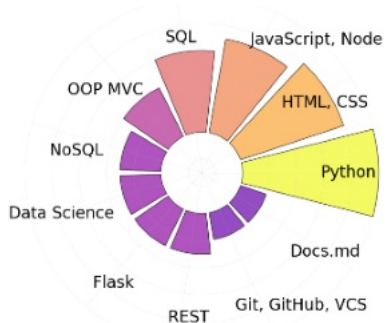 SQL
JavaScript, Node
OOP MVC
HTML, CSS
NoSQL
Python
Data Science
Docs.md
Flask
Git, GitHub, VCS
REST